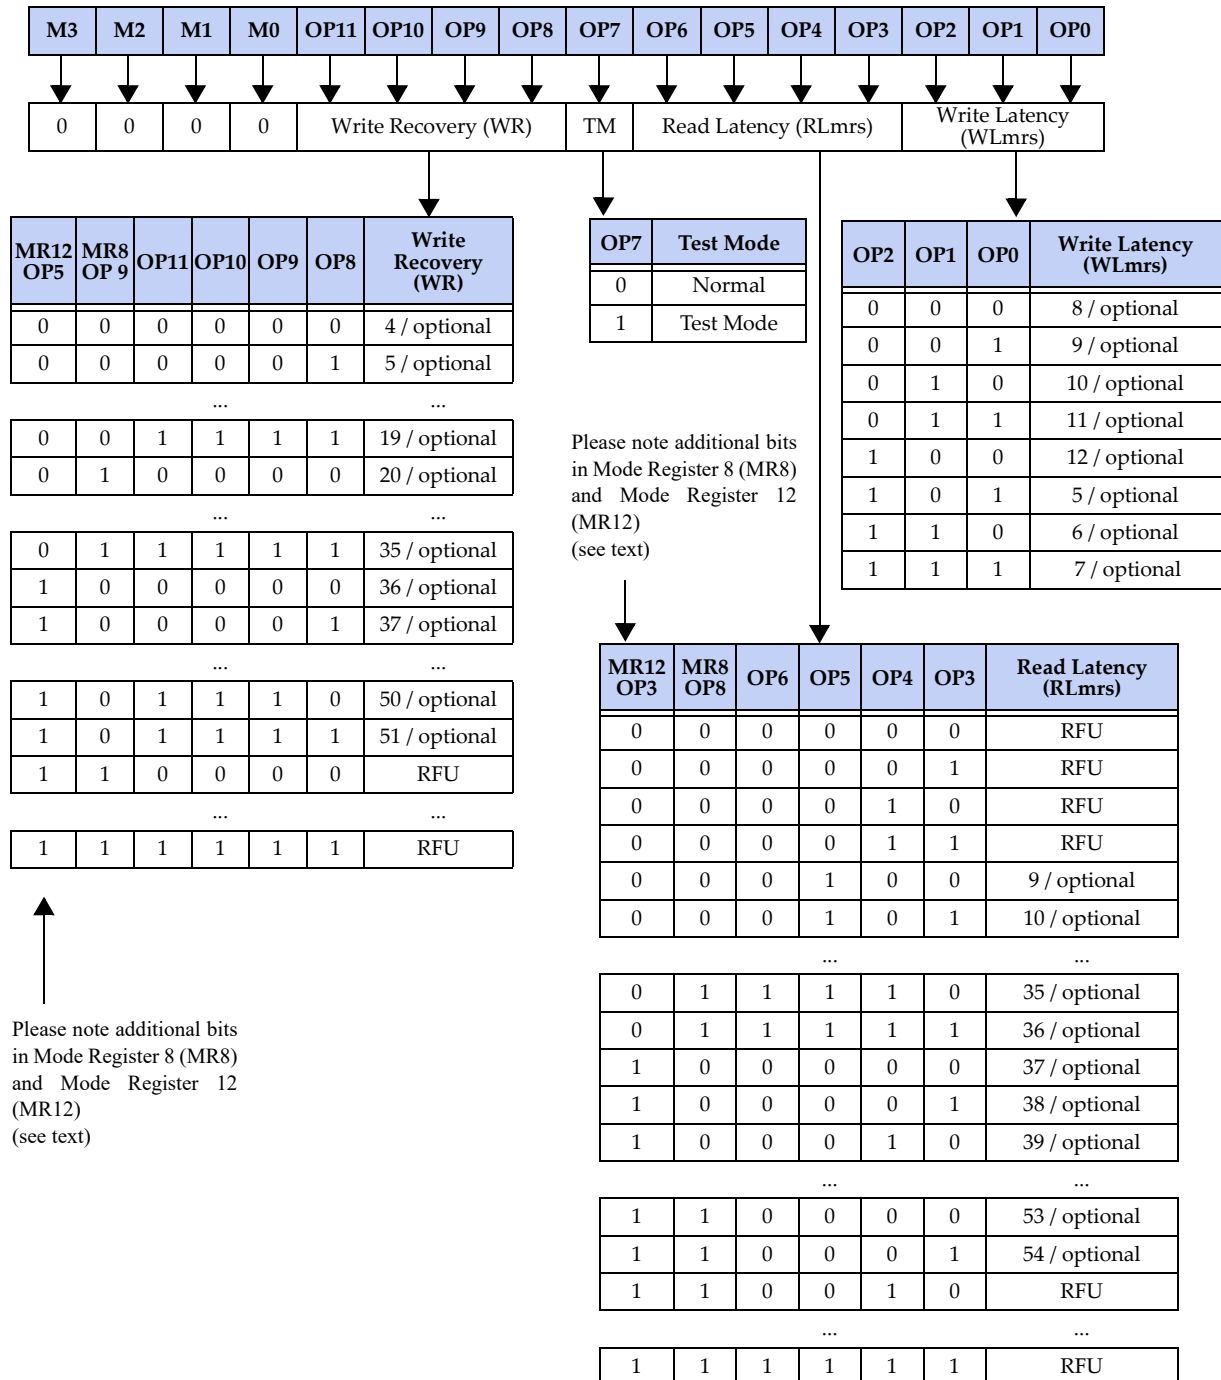 M3 M2 M1 M0 OP11 OP10 OP9 OP8 OP7 OP6 OP5 OP4 OP3 OP2 OP1 OP0
0 0 0 0 Write Recovery (WR) TM Read Latency (RLmrs) Write Latency
(WLmrs)
MR12 OP5 MR8 OP 9 OP11 OP10 OP9 OP8 Write Recovery (WR)
0 0 0 0 0 0 4 / optional
0 0 0 0 0 1 5 / optional
... ...
0 0 1 1 1 1 19 / optional
0 1 0 0 0 0 20 / optional
... ...
0 1 1 1 1 1 35 / optional
1 0 0 0 0 0 36 / optional
1 0 0 0 0 1 37 / optional
... ...
1 0 1 1 1 0 50 / optional
1 0 1 1 1 1 51 / optional
1 1 0 0 0 0 RFU
... ...
1 1 1 1 1 1 RFU
Please note additional bits
in Mode Register 8 (MR8)
and Mode Register 12
(MR12)
(see text)
OP7 Test Mode
0 Normal
1 Test Mode
OP2 OP1 OP0 Write Latency (WLmrs)
0 0 0 8 / optional
0 0 1 9 / optional
0 1 0 10 / optional
0 1 1 11 / optional
1 0 0 12 / optional
1 0 1 5 / optional
1 1 0 6 / optional
1 1 1 7 / optional
Please note additional bits
in Mode Register 8 (MR8)
and Mode Register 12
(MR12)
(see text)
MR12 OP3 MR8 OP8 OP6 OP5 OP4 OP3 Read Latency (RLmrs)
0 0 0 0 0 0 RFU
0 0 0 0 0 1 RFU
0 0 0 0 1 0 RFU
0 0 0 0 1 1 RFU
0 0 0 1 0 0 9 / optional
0 0 0 1 0 1 10 / optional
... ...
0 1 1 1 1 0 35 / optional
0 1 1 1 1 1 36 / optional
1 0 0 0 0 0 37 / optional
1 0 0 0 0 1 38 / optional
1 0 0 0 1 0 39 / optional
... ...
1 1 0 0 0 0 53 / optional
1 1 0 0 0 1 54 / optional
1 1 0 0 1 0 RFU
... ...
1 1 1 1 1 1 RFU